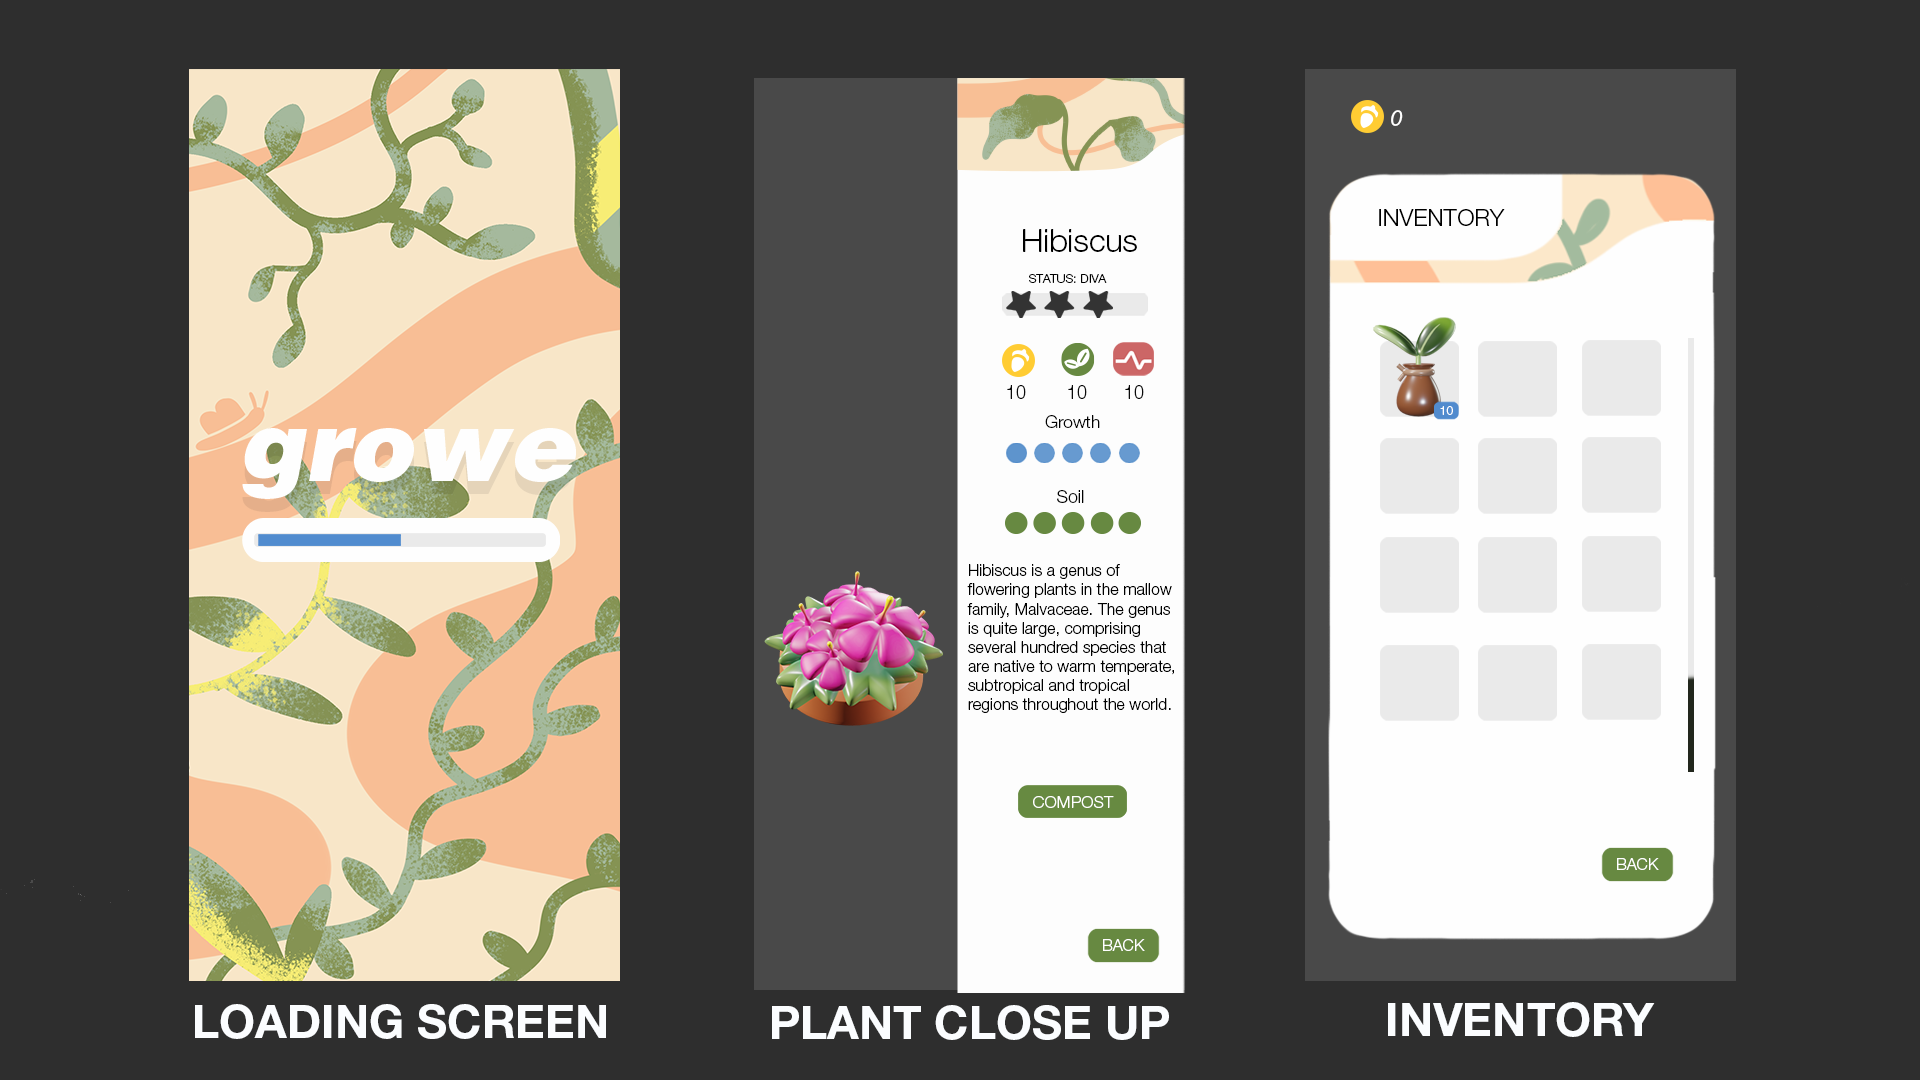 growe
LOADING SCREEN
Hibiscus
STATUS: DIVA
10 10 10
Growth
Soil
Hibiscus is a genus of
flowering plants in the mallow
family, Malvaceae. The genus
is quite large, comprising
several hundred species that
are native to warm temperate,
subtropical and tropical
regions throughout the world.
COMPOST
BACK
PLANT CLOSE UP
0
INVENTORY
10
BACK
INVENTORY